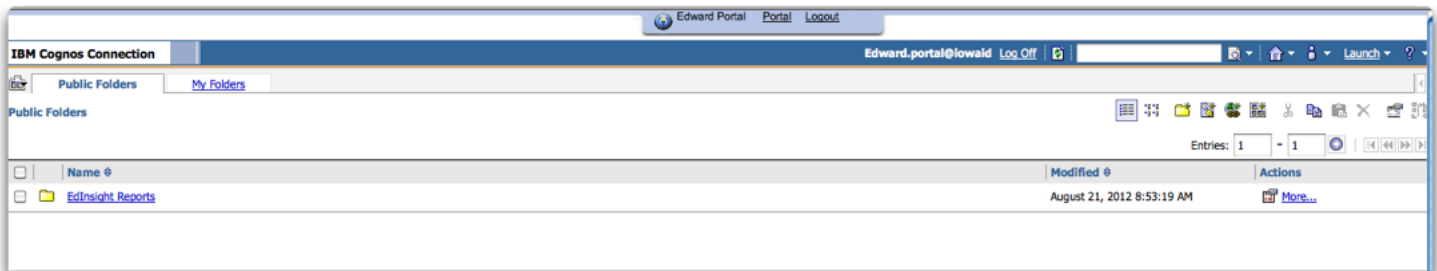 Edward Portal Portal Logout
IBM Cognos Connection Edward.portal@iowaid Log Off Launch ?
Public Folders My Folders
Public Folders
Entries: 1 - 1
Name Modified Actions
EdInsight Reports August 21, 2012 8:53:19 AM More...